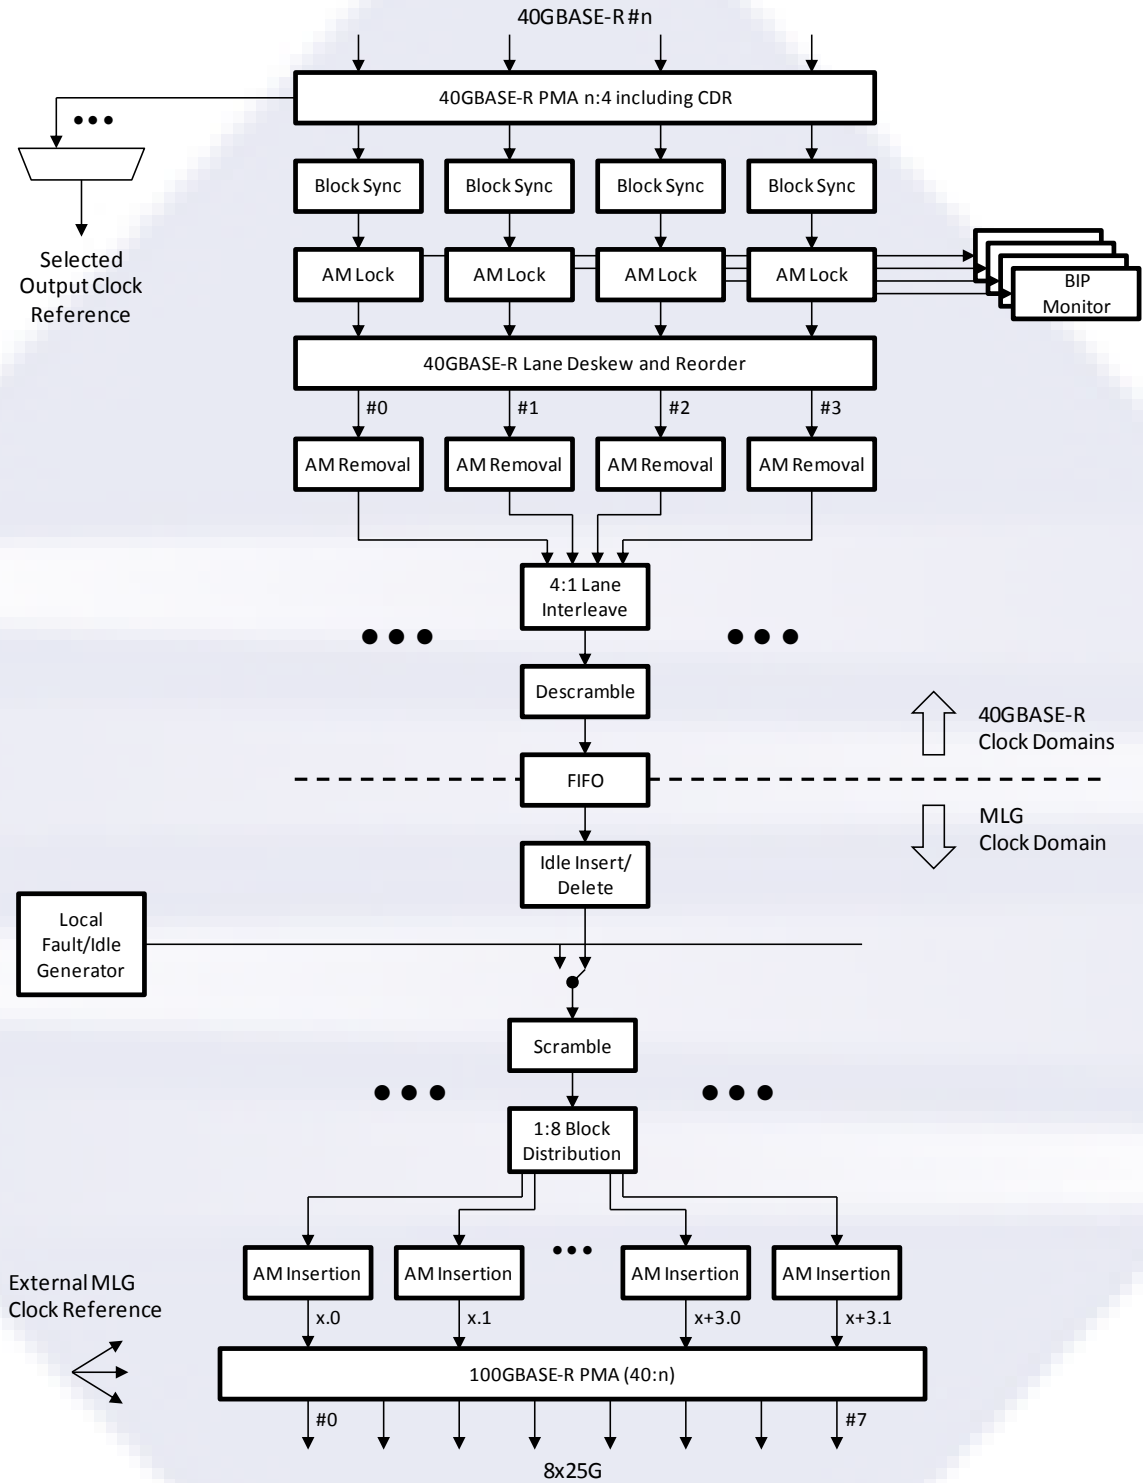 40GBASE-R #n
40GBASE-R PMA n:4 including CDR
Block Sync
Block Sync
Block Sync
Block Sync
Selected
Output Clock
Reference
AM Lock
AM Lock
AM Lock
AM Lock
BIP
Monitor
40GBASE-R Lane Deskew and Reorder
#0
#1
#2
#3
AM Removal
AM Removal
AM Removal
AM Removal
4:1 Lane
Interleave
Descramble
40GBASE-R
Clock Domains
FIFO
MLG
Clock Domain
Idle Insert/
Delete
Local
Fault/Idle
Generator
Scramble
1:8 Block
Distribution
AM Insertion
AM Insertion
AM Insertion
AM Insertion
External MLG
Clock Reference
x.0
x.1
x+3.0
x+3.1
100GBASE-R PMA (40:n)
#0
#7
8x25G